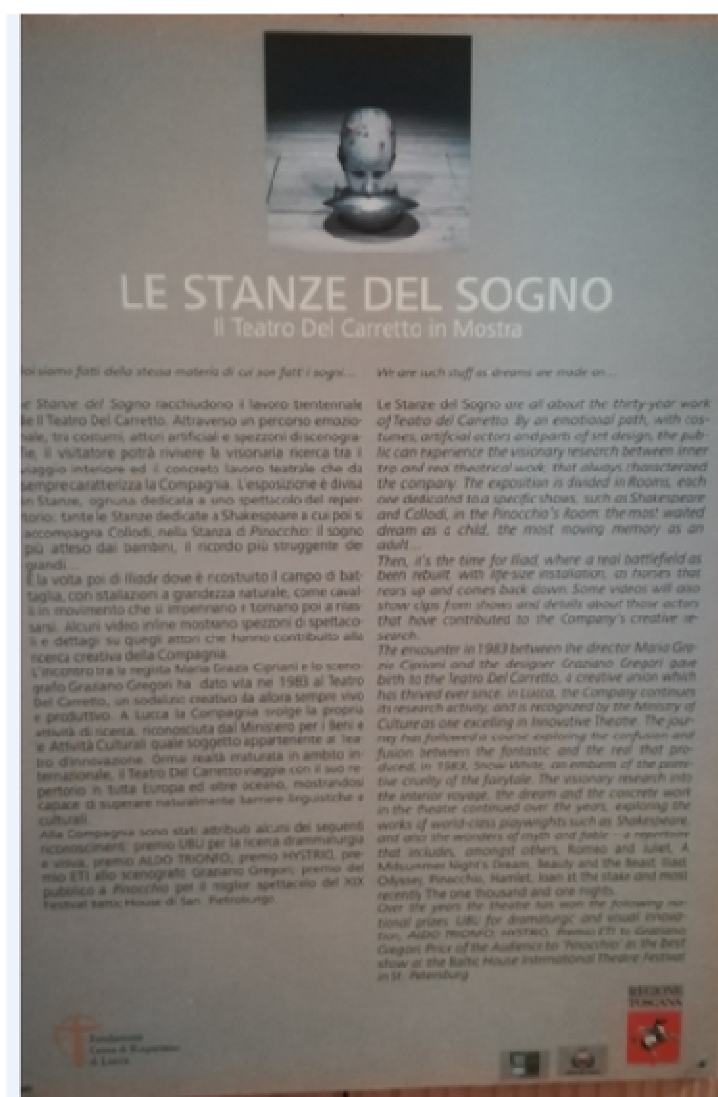 LE STANZE DEL SOGNO
Il Teatro Del Carretto in Mostra
oi siamo fatti della stessa materia di cui son fatt i sogni...
e Stanze del Sogno racchiudono il lavoro trentennale
de Il Teatro Del Carretto. Attraverso un percorso emozio-
nale, tra costumi, attori artificiali e spezzoni di scenogra-
fie, il visitatore potrà rivivere la visionaria ricerca tra il
viaggio interiore ed il concreto lavoro teatrale che da
sempre caratterizza la Compagnia. L'esposizione è divisa
in Stanze, ognuna dedicata a uno spettacolo del reper-
torio: tante le Stanze dedicate a Shakespeare a cui poi si
accompagna Collodi, nella Stanza di Pinocchio: il sogno
più atteso dai bambini, il ricordo più struggente dei
grandi...
È la volta poi di Iliade dove è ricostruito il campo di bat-
taglia, con stallazioni a grandezza naturale, come caval-
li in movimento che si impennano e tornano poi a rilas-
sarsi. Alcuni video infine mostrano spezzoni di spettaco-
li e dettagi su quegi attori che hanno contribuito alla
ricerca creativa della Compagnia.
L'incontro tra la regista Maria Grazia Cipriani e lo sceno-
grafo Graziano Gregori ha dato vita nel 1983 al Teatro
Del Carretto, un sodalizio creativo da allora sempre vivo
e produttivo. A Lucca la Compagnia svolge la propria
attività di ricerca, riconosciuta dal Ministero per i Beni e
le Attività Culturali quale soggetto appartenente al Tea-
tro d'Innovazione. Ormai realtà maturata in ambito in-
ternazionale, il Teatro Del Carretto viaggia con il suo re-
pertorio in tutta Europa ed oltre oceano, mostrandosi
capace di superare naturalmente barriere linguistiche e
culturali.
Alla Compagnia sono stati attribuiti alcuni dei seguenti
riconoscimenti: premio UBU per la ricerca drammaturgia
e visiva, premio ALDO TRIONFO, premio HYSTRIO, pre-
mio ETI allo scenografo Graziano Gregori, premio del
pubblico a Pinocchio per il miglior spettacolo del XIX
Festival Baltic House di San Pietroburgo.
We are such stuff as dreams are made on...
Le Stanze del Sogno are all about the thirty-year work
of Teatro del Carretto. By an emotional path, with cos-
tumes, artificial actors and parts of set design, the pub-
lic can experience the visionary research between inner
trip and real theatrical work, that always characterized
the company. The exposition is divided in Rooms, each
one dedicated to a specific shows, such as Shakespeare
and Collodi, in the Pinocchio's Room: the most waited
dream as a child, the most moving memory as an
adult...
Then, it's the time for Iliad, where a real battlefield as
been rebuilt, with life-size installation, as horses that
rears up and comes back down. Some videos will also
show clips from shows and details about those actors
that have contributed to the Company's creative re-
search.
The encounter in 1983 between the director Maria Gra-
zia Cipriani and the designer Graziano Gregori gave
birth to the Teatro Del Carretto, a creative union which
has thrived ever since. In Lucca, the Company continues
its research activity, and is recognized by the Ministry of
Culture as one excelling in Innovative Theatre. The jour-
ney has followed a course exploring the confusion and
fusion between the fantastic and the real that pro-
duced, in 1983, Snow White, an emblem of the primi-
tive cruelty of the fairytale. The visionary research into
the interior voyage, the dream and the concrete work
in the theatre continued over the years, exploring the
works of world-class playwrights such as Shakespeare,
and also the wonders of myth and fable - a repertoire
that includes, amongst others, Romeo and Juliet, A
Midsummer Night's Dream, Beauty and the Beast, Iliad,
Odyssey, Pinocchio, Hamlet, Joan at the stake and most
recently The one thousand and one nights.
Over the years the theatre has won the following na-
tional prizes: UBU for dramaturgic and visual innova-
tion, ALDO TRIONFO, HYSTRIO, Premio ETI to Graziano
Gregori, Price of the Audience to 'Pinocchio' as the best
show at the Baltic House International Theatre Festival
in St. Petersburg
Fondazione
Cassa di Risparmio
di Lucca
REGIONE
TOSCANA